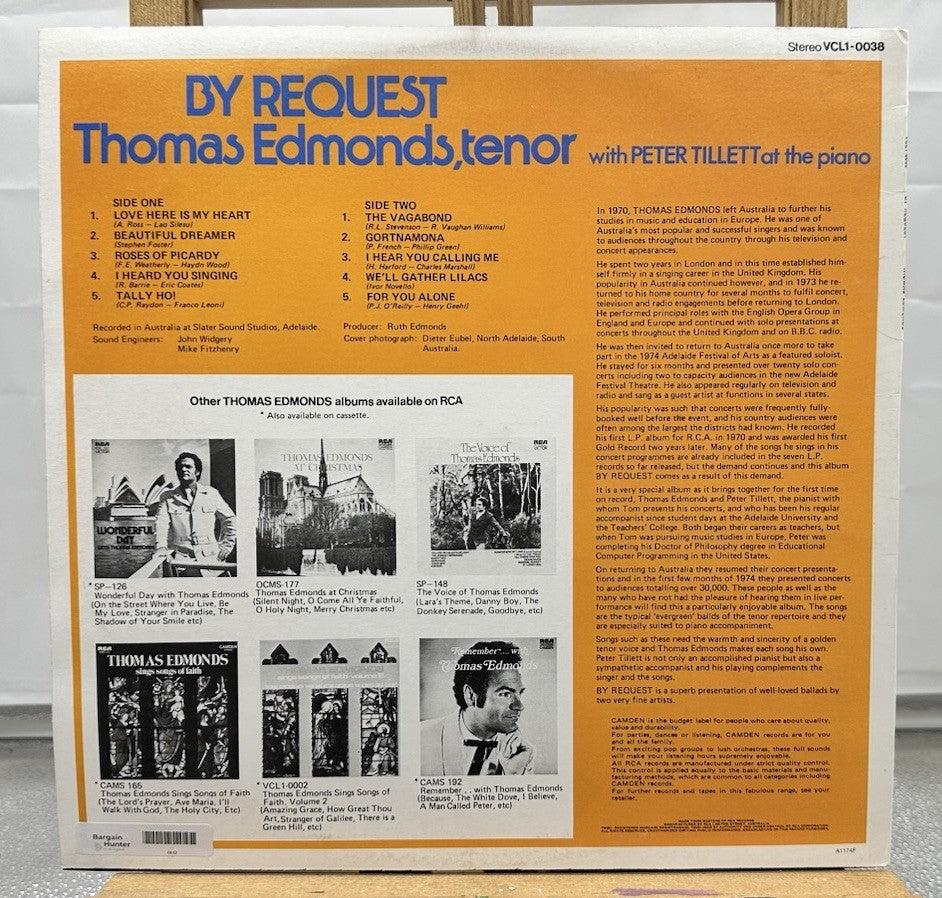 Stereo VCL1-0038
BY REQUEST
Thomas Edmonds, tenor
with PETER TILLETT at the piano
SIDE ONE
1. LOVE HERE IS MY HEART
(A. Ross – Lao Silesu)
2. BEAUTIFUL DREAMER
(Stephen Foster)
3. ROSES OF PICARDY
(F.E. Weatherly – Haydn Wood)
4. I HEARD YOU SINGING
(R. Barrie – Eric Coates)
5. TALLY HO!
(C.P. Raydon – Franco Leoni)
SIDE TWO
1. THE VAGABOND
(R.L. Stevenson – R. Vaughan Williams)
2. GORTNAMONA
(P. French – Phillip Green)
3. I HEAR YOU CALLING ME
(H. Harford – Charles Marshall)
4. WE'LL GATHER LILACS
(Ivor Novello)
5. FOR YOU ALONE
(P.J. O'Reilly – Henry Geehl)
Recorded in Australia at Slater Sound Studios, Adelaide.
Sound Engineers: John Widgery
Mike Fitzhenry
Producer: Ruth Edmonds
Cover photograph: Dieter Eubel, North Adelaide, South
Australia.
Other THOMAS EDMONDS albums available on RCA
* Also available on cassette.
WONDERFUL
DAY
WITH THOMAS EDMONDS
THOMAS EDMONDS
AT CHRISTMAS
The Voice of
Thomas Edmonds
RCA
VICTOR
* SP-126
Wonderful Day with Thomas Edmonds
(On the Street Where You Live, Be
My Love, Stranger in Paradise, The
Shadow of Your Smile etc)
OCMS-177
Thomas Edmonds at Christmas
(Silent Night, O Come All Ye Faithful,
O Holy Night, Merry Christmas etc)
SP-148
The Voice of Thomas Edmonds
(Lara's Theme, Danny Boy, The
Donkey Serenade, Goodbye, etc)
THOMAS EDMONDS
sings songs of faith
sings songs of faith volume II
Remember.... with
Thomas Edmonds
* CAMS 165
Thomas Edmonds Sings Songs of Faith
(The Lord's Prayer, Ave Maria, I'll
Walk With God, The Holy City, Etc)
* VCL1-0002
Thomas Edmonds Sings Songs of
Faith. Volume 2
(Amazing Grace, How Great Thou
Art, Stranger of Galilee, There is a
Green Hill, etc)
* CAMS 192
Remember . . with Thomas Edmonds
(Because, The White Dove, I Believe,
A Man Called Peter, etc)
In 1970, THOMAS EDMONDS left Australia to further his
studies in music and education in Europe. He was one of
Australia's most popular and successful singers and was known
to audiences throughout the country through his television and
concert appearances.
He spent two years in London and in this time established him-
self firmly in a singing career in the United Kingdom. His
popularity in Australia continued however, and in 1973 he re-
turned to his home country for several months to fulfil concert,
television and radio engagements before returning to London.
He performed principal roles with the English Opera Group in
England and Europe and continued with solo presentations at
concerts throughout the United Kingdom and on B.B.C. radio.
He was then invited to return to Australia once more to take
part in the 1974 Adelaide Festival of Arts as a featured soloist.
He stayed for six months and presented over twenty solo con-
certs including two to capacity audiences in the new Adelaide
Festival Theatre. He also appeared regularly on television and
radio and sang as a guest artist at functions in several states.
His popularity was such that concerts were frequently fully-
booked well before the event, and his country audiences were
often among the largest the districts had known. He recorded
his first L.P. album for R.C.A. in 1970 and was awarded his first
Gold Record two years later. Many of the songs he sings in his
concert programmes are already included in the seven L.P.
records so far released, but the demand continues and this album
BY REQUEST comes as a result of this demand.
It is a very special album as it brings together for the first time
on record, Thomas Edmonds and Peter Tillett, the pianist with
whom Tom presents his concerts, and who has been his regular
accompanist since student days at the Adelaide University and
the Teachers' College. Both began their careers as teachers, but
when Tom was pursuing music studies in Europe, Peter was
completing his Doctor of Philosophy degree in Educational
Computer Programming in the United States.
On returning to Australia they resumed their concert presenta-
tions and in the first few months of 1974 they presented concerts
to audiences totalling over 30,000. These people as well as the
many who have not had the pleasure of hearing them in live per-
formance will find this a particularly enjoyable album. The songs
are the typical 'evergreen' ballads of the tenor repertoire and they
are especially suited to piano accompaniment.
Songs such as these need the warmth and sincerity of a golden
tenor voice and Thomas Edmonds makes each song his own.
Peter Tillett is not only an accomplished pianist but also a
sympathetic accompanist and his playing complements the
singer and the songs.
BY REQUEST is a superb presentation of well-loved ballads by
two very fine artists.
CAMDEN is the budget label for people who care about quality,
value and durability.
For parties, dances or listening, CAMDEN records are for you
and all the family.
From exciting pop groups to lush orchestras, these full sounds
will make your listening hours supremely enjoyable.
All RCA records are manufactured under strict quality control.
This control is applied equally to the basic materials and manu-
facturing methods, which are common to all categories including
CAMDEN records.
For further records and tapes in this fabulous range, see your
retailer.
A1174F
Bargain
Hunter